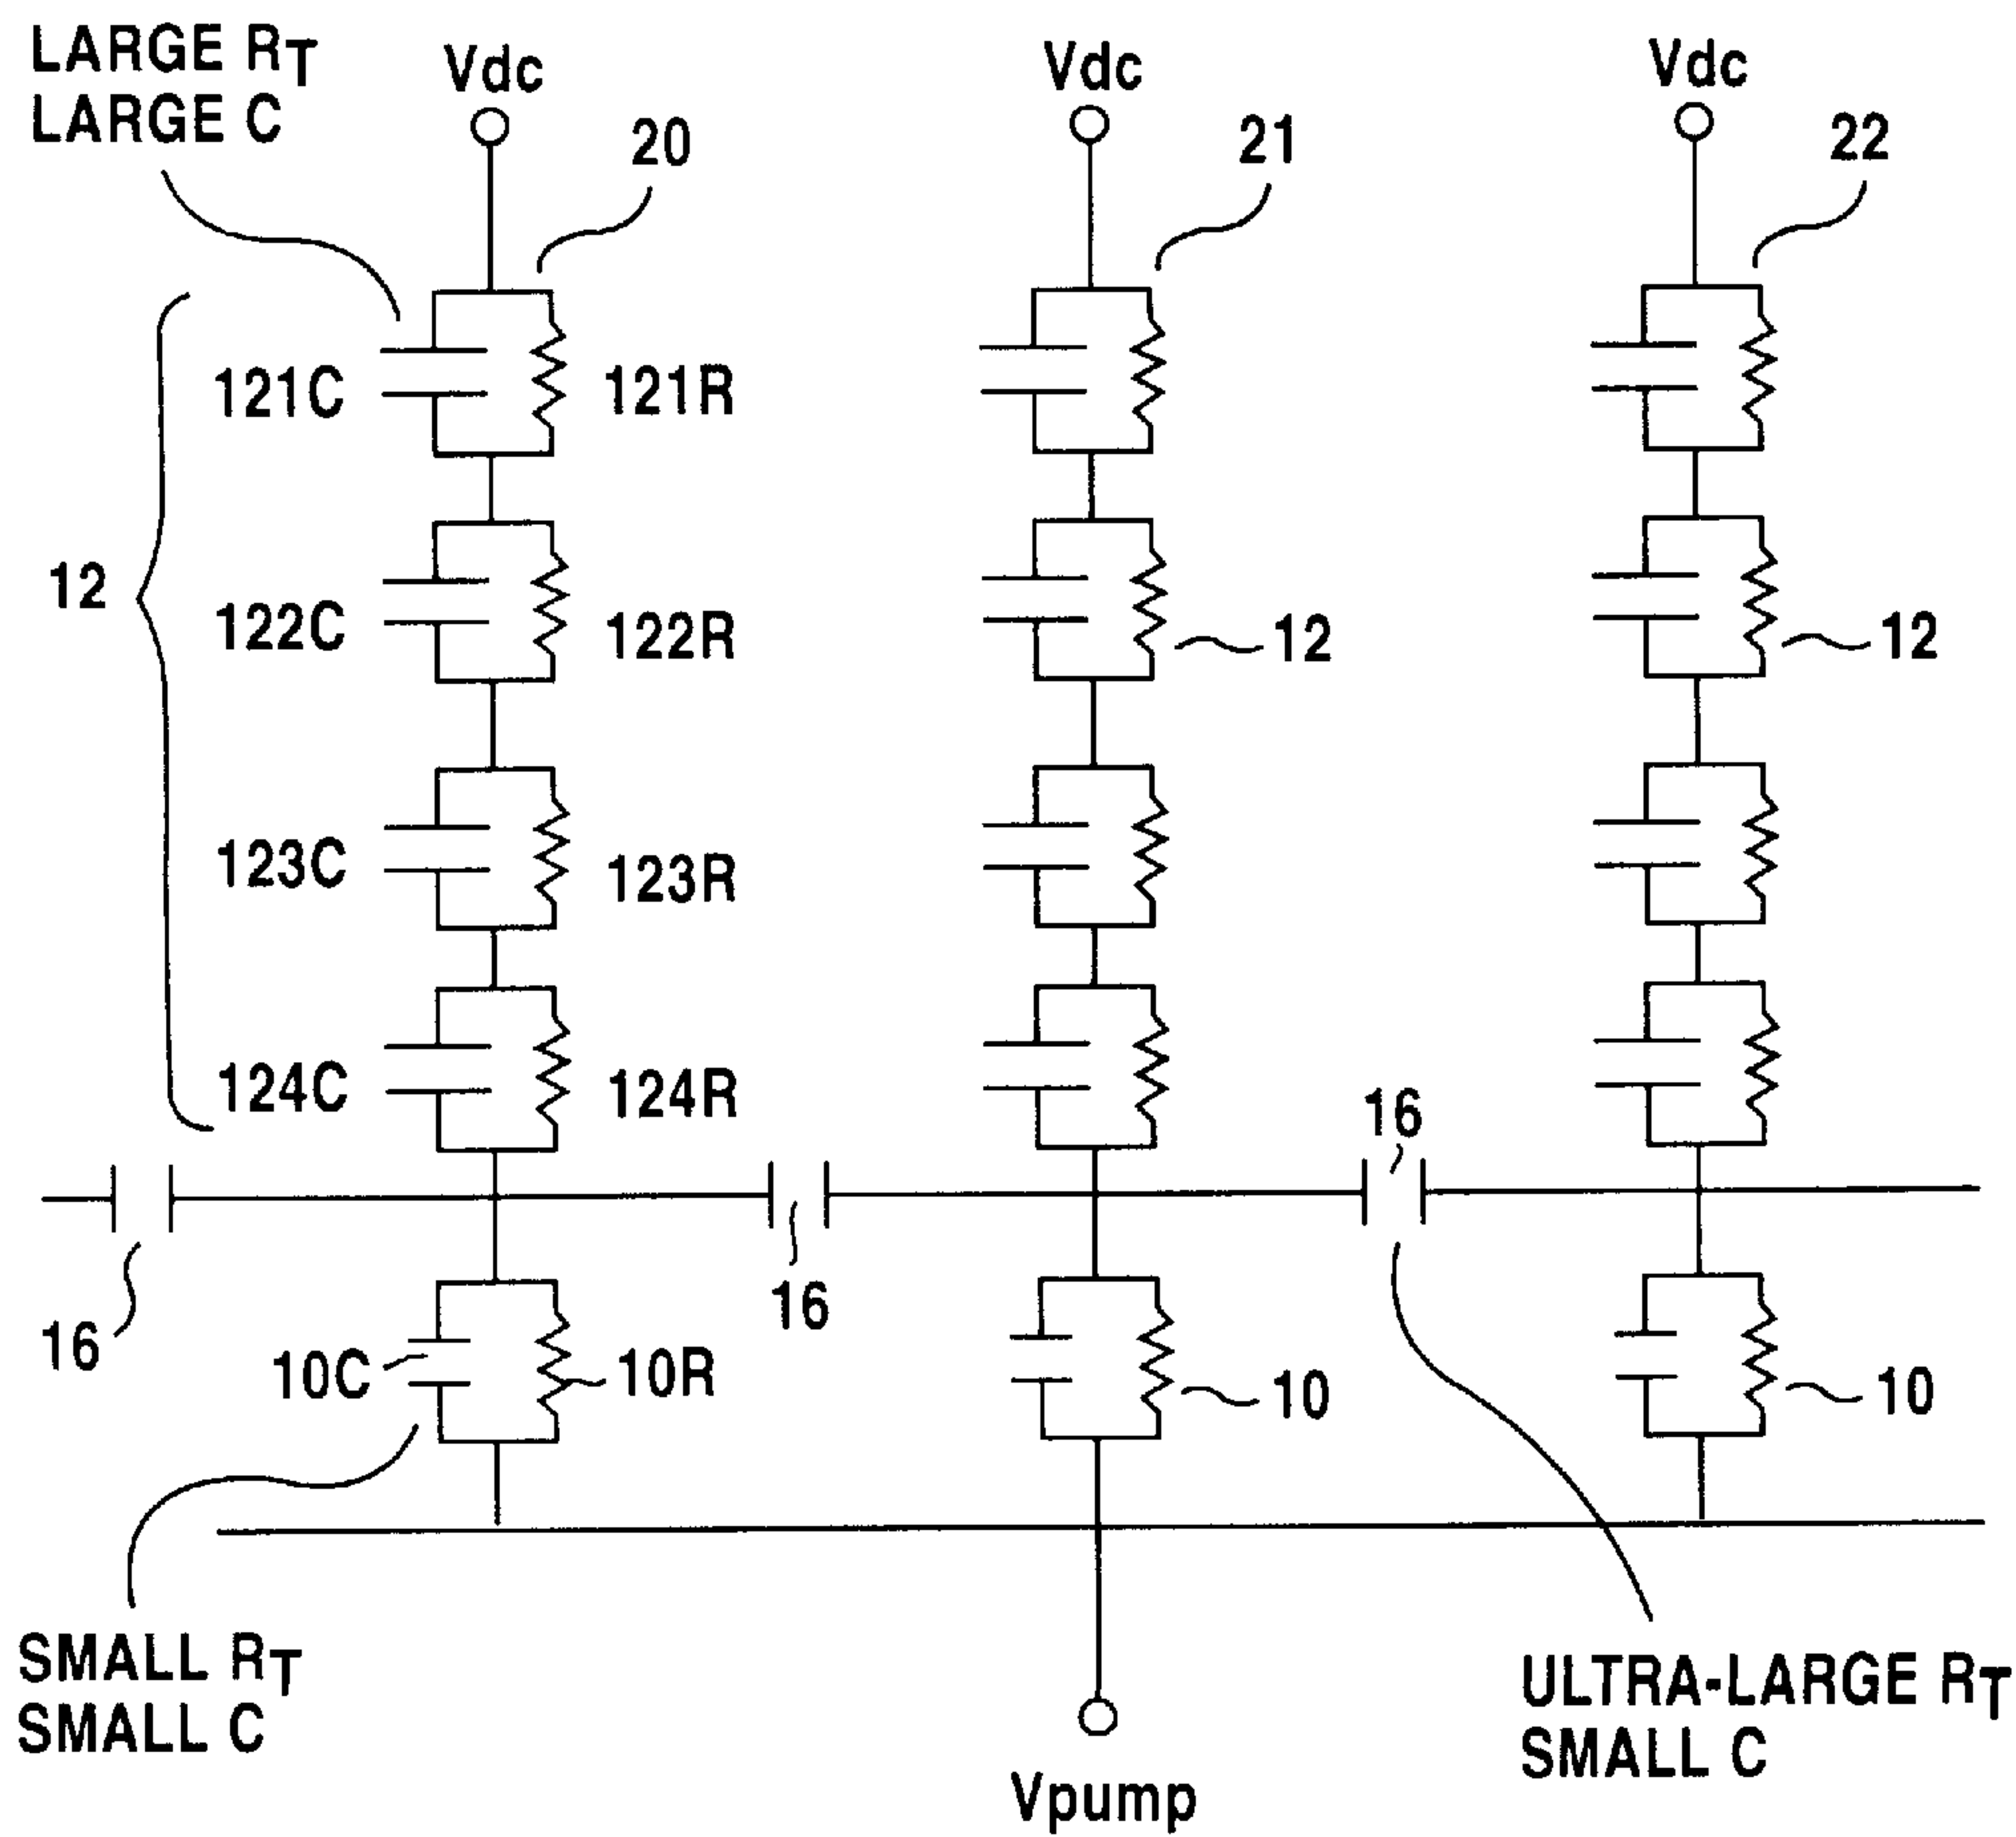 LARGE RT
LARGE C
Vdc
20
Vdc
21
Vdc
22
121C
121R
12
122C
122R
12
12
123C
123R
124C
124R
16
16
16
10C
10R
10
10
SMALL RT
SMALL C
ULTRA-LARGE RT
SMALL C
Vpump